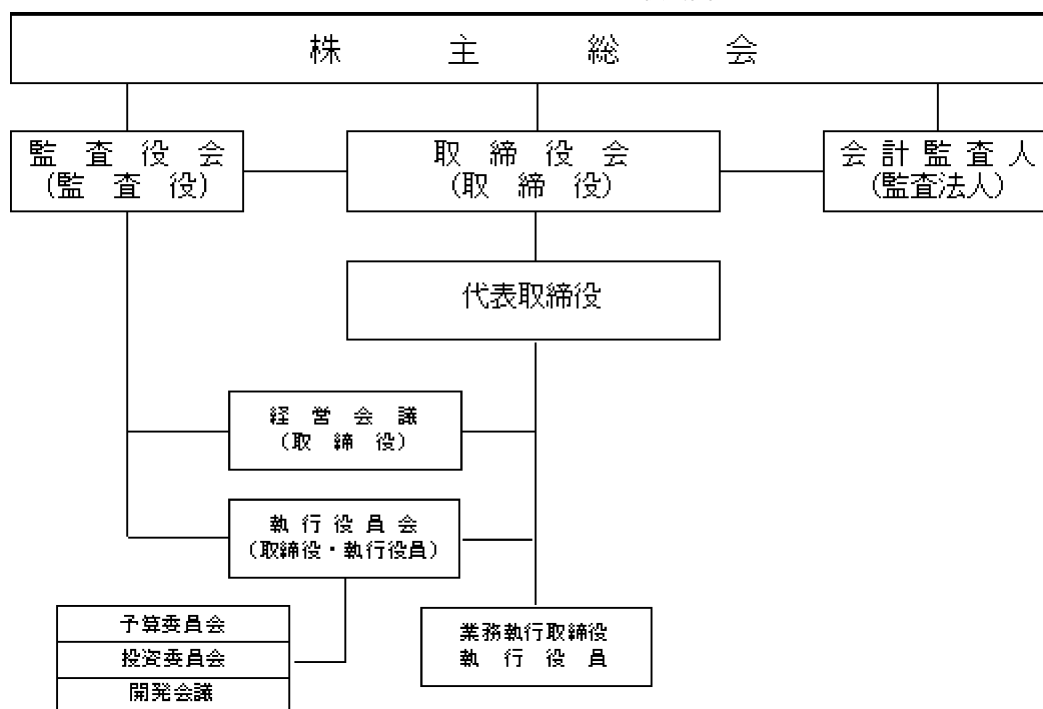 株主総会
監査役会
(監査役)
取締役会
(取締役)
会計監査人
(監査法人)
代表取締役
経営会議
(取締役)
執行役員会
(取締役・執行役員)
予算委員会
投資委員会
開発会議
業務執行取締役
執行役員